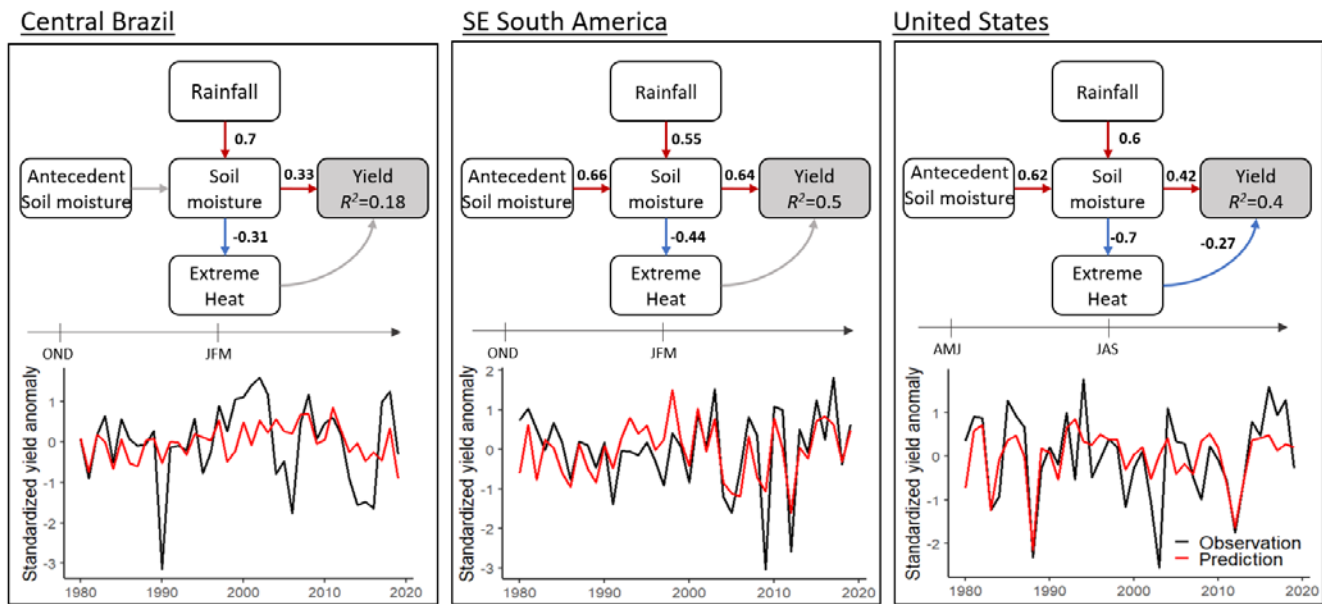 Central Brazil
Rainfall
0.7
Antecedent
Soil moisture
Soil
moisture
0.33
Yield
R²=0.18
-0.31
Extreme
Heat
OND
JFM
Standardized yield anomaly
1
0
-1
-2
-3
1980
1990
2000
2010
2020
SE South America
Rainfall
0.55
Antecedent
Soil moisture
0.66
Soil
moisture
0.64
Yield
R²=0.5
-0.44
Extreme
Heat
OND
JFM
Standardized yield anomaly
2
1
0
-1
-2
-3
1980
1990
2000
2010
2020
United States
Rainfall
0.6
Antecedent
Soil moisture
0.62
Soil
moisture
0.42
Yield
R²=0.4
-0.7
-0.27
Extreme
Heat
AMJ
JAS
Standardized yield anomaly
1
0
-1
-2
Observation
Prediction
1980
1990
2000
2010
2020